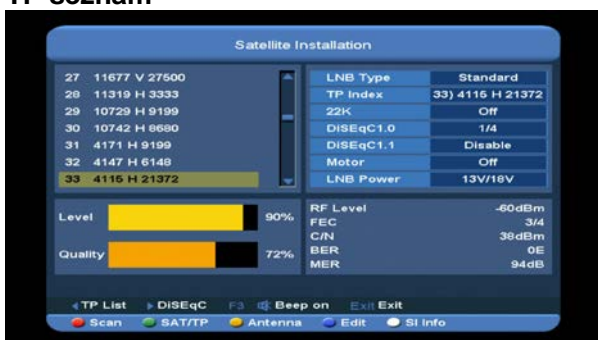 TP seznam
Satellite Installation
27 11677 V 27500
28 11319 H 3333
29 10729 H 9199
30 10742 H 8680
31 4171 H 9199
32 4147 H 6148
33 4115 H 21372
LNB Type Standard
TP Index 33) 4115 H 21372
22K Off
DiSEqC1.0 1/4
DiSEqC1.1 Disable
Motor Off
LNB Power 13V/18V
Level 90%
Quality 72%
RF Level -60dBm
FEC 3/4
C/N 38dBm
BER 0E
MER 94dB
TP List DiSEqC F3 Beep on Exit Exit
Scan SAT/TP Antenna Edit SI Info